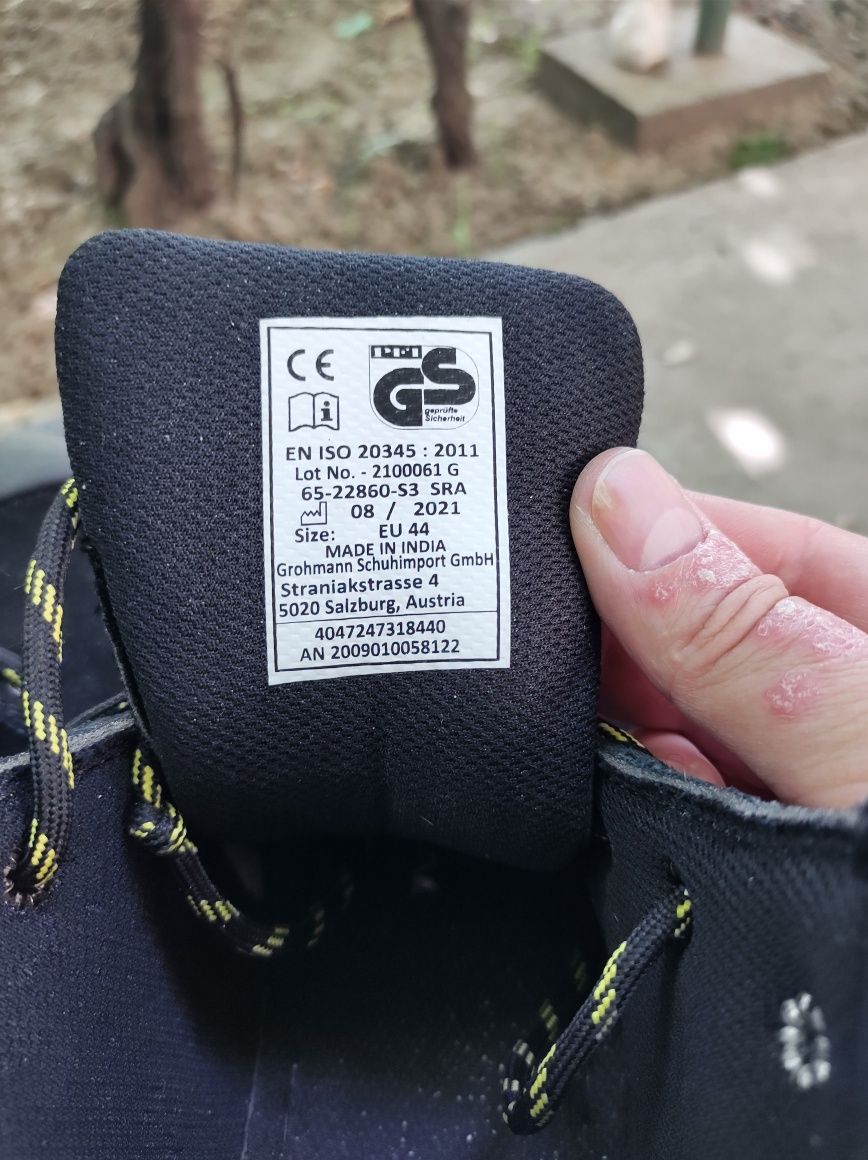 CE
PFI
GS
geprüfte
Sicherheit
i
EN ISO 20345 : 2011
Lot No. - 2100061 G
65-22860-S3 SRA
08 / 2021
Size: EU 44
MADE IN INDIA
Grohmann Schuhimport GmbH
Straniakstrasse 4
5020 Salzburg, Austria
4047247318440
AN 2009010058122